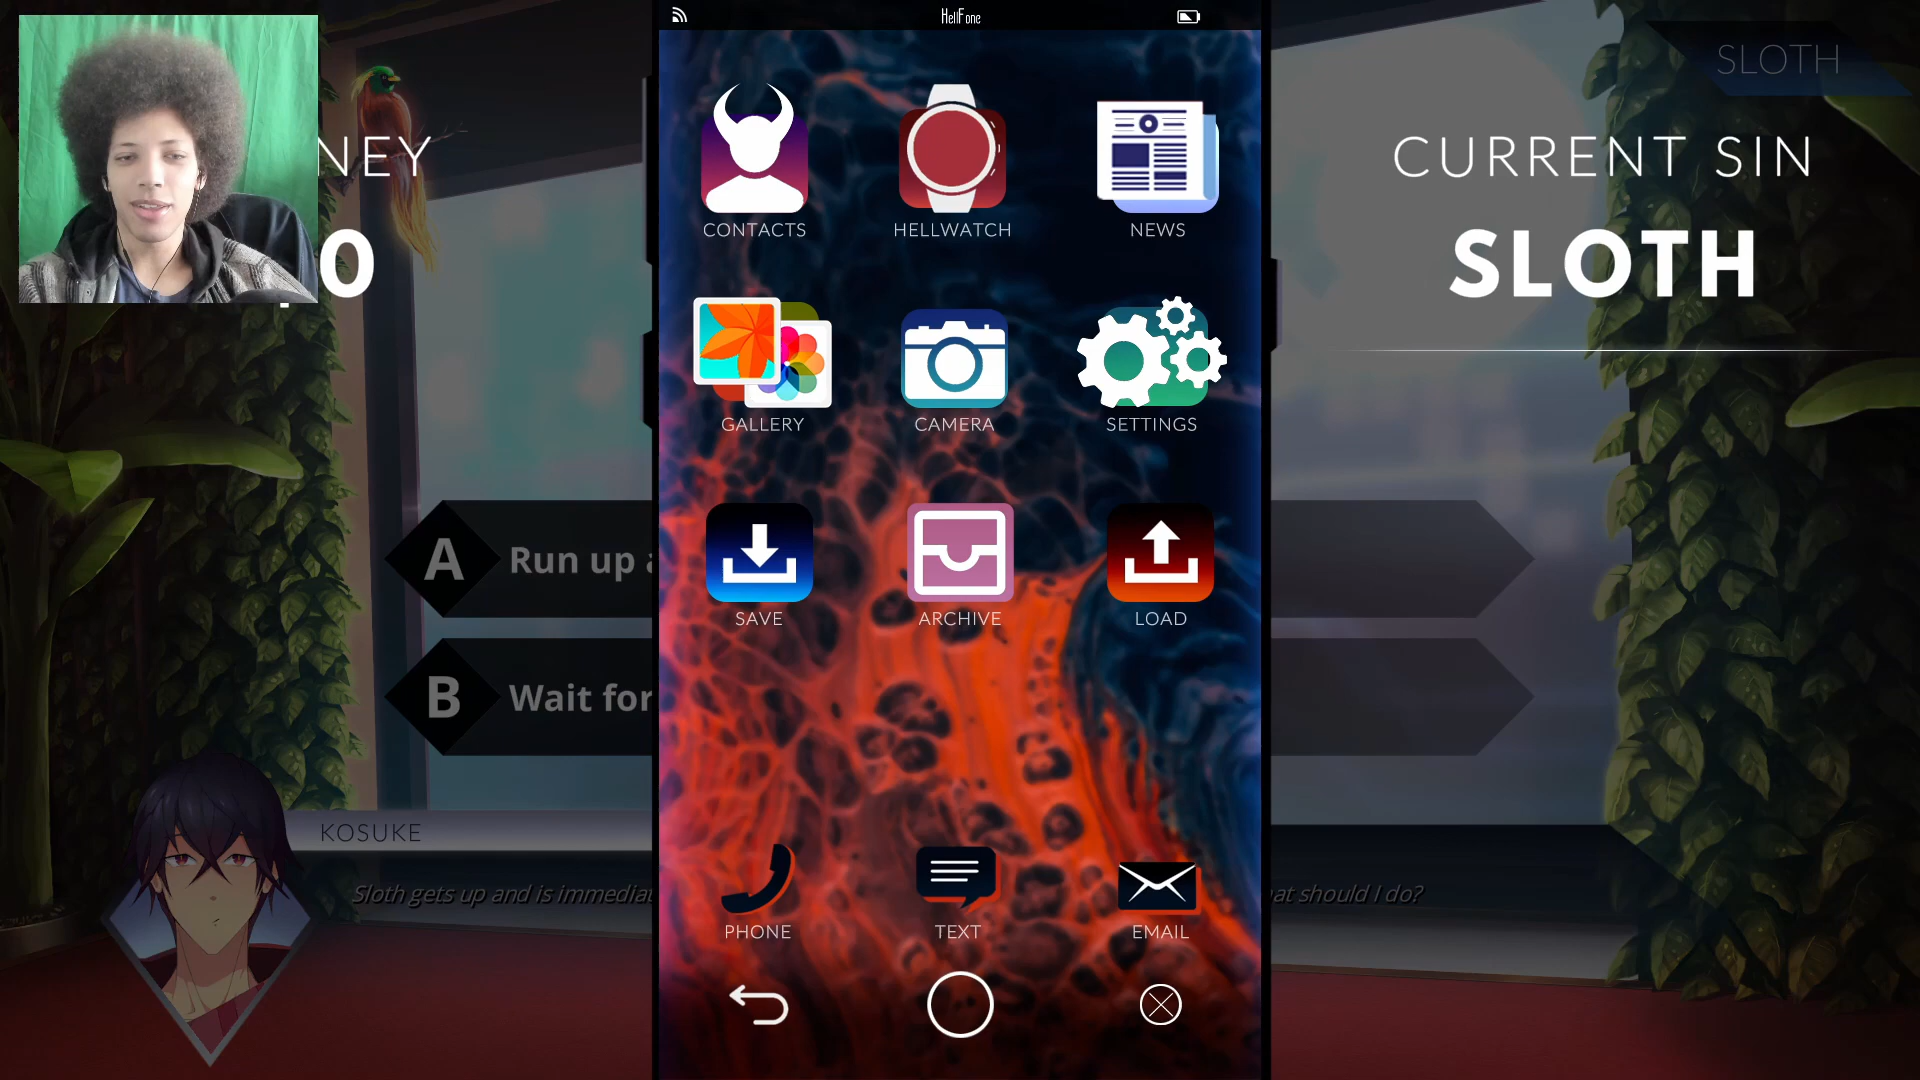 HellFone
SLOTH
NEY
CURRENT SIN
0
SLOTH
CONTACTS
HELLWATCH
NEWS
GALLERY
CAMERA
SETTINGS
A
Run up
B
Wait for
SAVE
ARCHIVE
LOAD
KOSUKE
Sloth gets up and is immediat
at should I do?
PHONE
TEXT
EMAIL